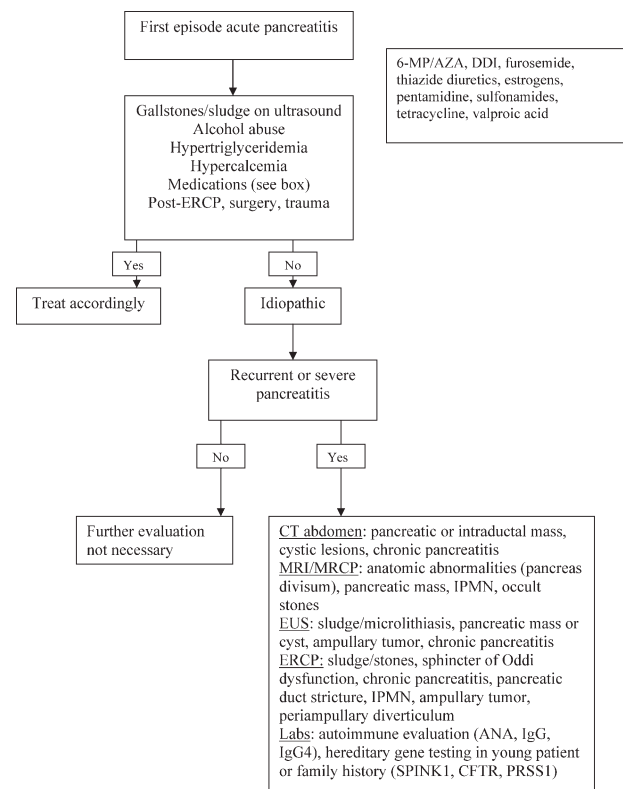 First episode acute pancreatitis
6-MP/AZA, DDI, furosemide,
thiazide diuretics, estrogens,
pentamidine, sulfonamides,
tetracycline, valproic acid
Gallstones/sludge on ultrasound
Alcohol abuse
Hypertriglyceridemia
Hypercalcemia
Medications (see box)
Post-ERCP, surgery, trauma
Yes
No
Treat accordingly
Idiopathic
Recurrent or severe
pancreatitis
No
Yes
Further evaluation
not necessary
CT abdomen: pancreatic or intraductal mass,
cystic lesions, chronic pancreatitis
MRI/MRCP: anatomic abnormalities (pancreas
divisum), pancreatic mass, IPMN, occult
stones
EUS: sludge/microlithiasis, pancreatic mass or
cyst, ampullary tumor, chronic pancreatitis
ERCP: sludge/stones, sphincter of Oddi
dysfunction, chronic pancreatitis, pancreatic
duct stricture, IPMN, ampullary tumor,
periampullary diverticulum
Labs: autoimmune evaluation (ANA, IgG,
IgG4), hereditary gene testing in young patient
or family history (SPINK1, CFTR, PRSS1)